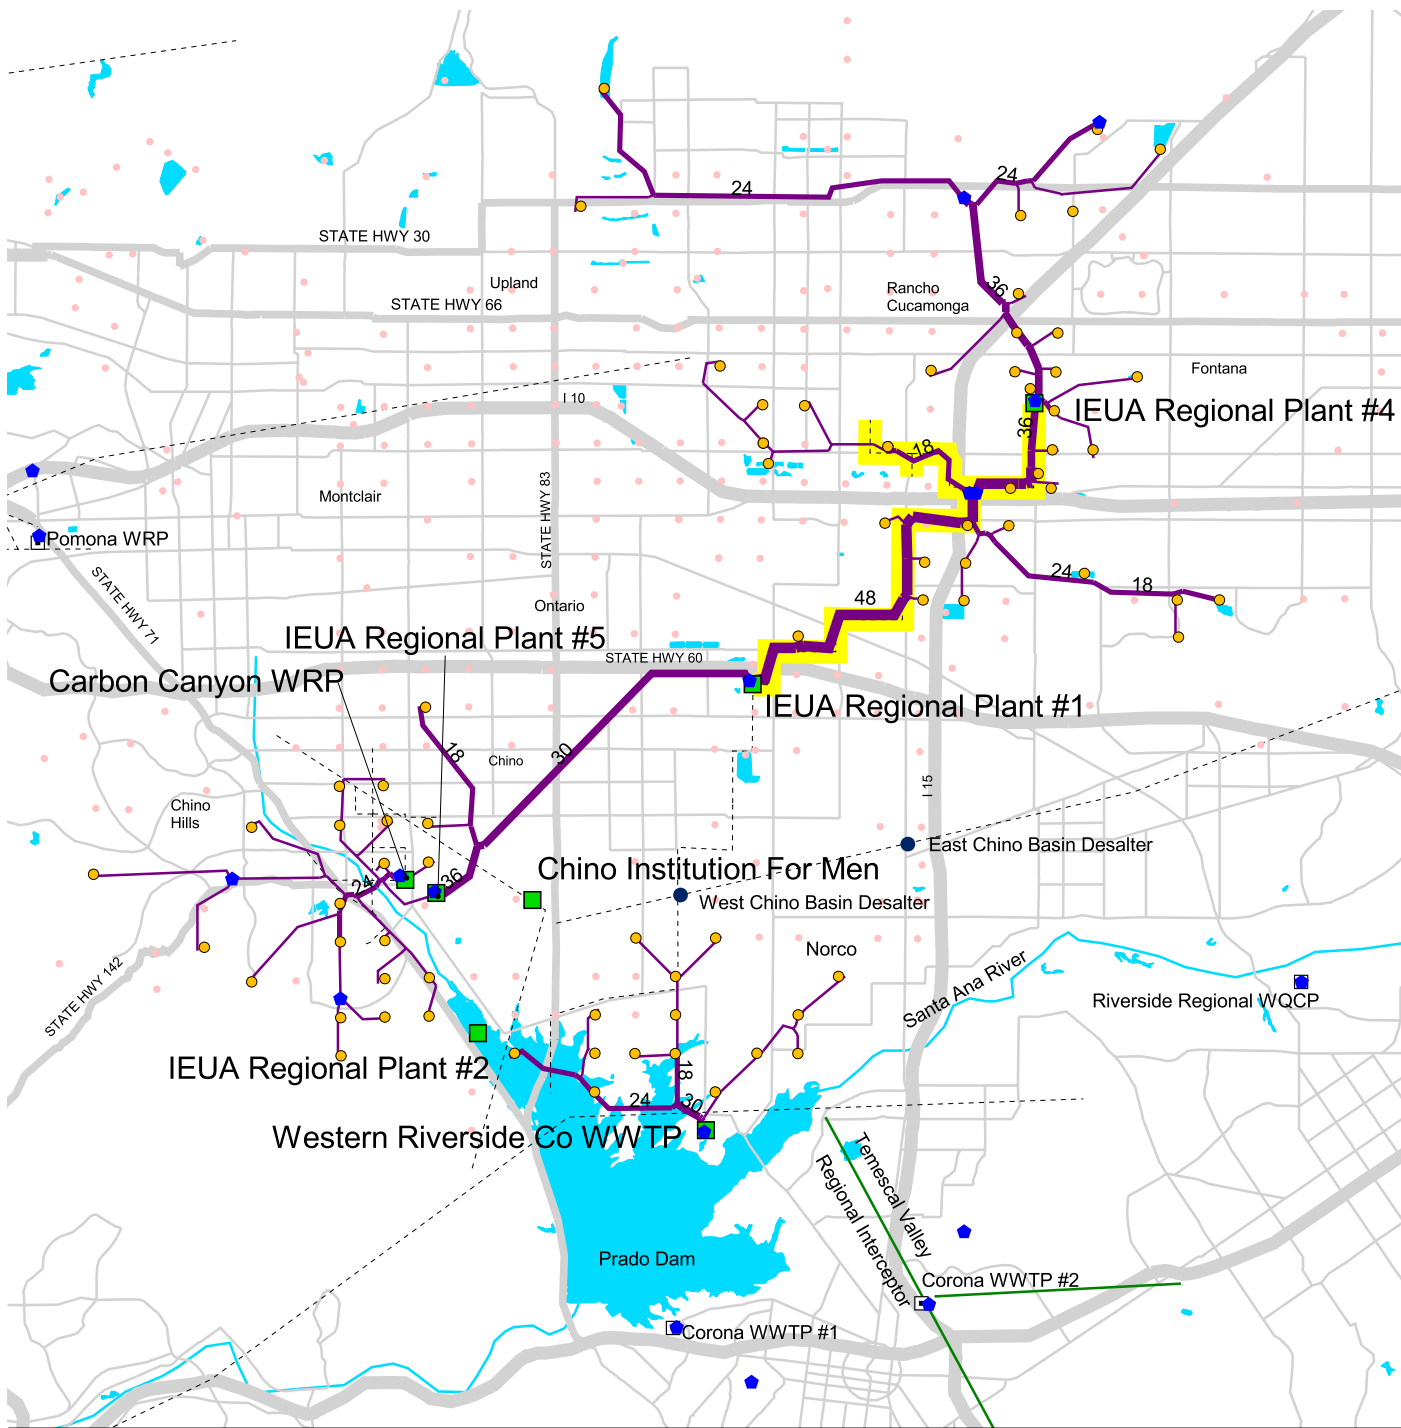 24
24
STATE HWY 30
Upland
36
Rancho
Cucamonga
STATE HWY 66
Fontana
I 10
IEUA Regional Plant #4
36
18
STATE HWY 83
Montclair
Pomona WRP
STATE HWY 71
24
18
48
Ontario
IEUA Regional Plant #5
STATE HWY 60
Carbon Canyon WRP
IEUA Regional Plant #1
18
30
Chino
I 15
Chino
Hills
East Chino Basin Desalter
Chino Institution For Men
36
24
West Chino Basin Desalter
Norco
STATE HWY 142
Santa Ana River
Riverside Regional WQCP
IEUA Regional Plant #2
18
24
30
Western Riverside Co WWTP
Temescal Valley
Regional Interceptor
Prado Dam
Corona WWTP #2
Corona WWTP #1